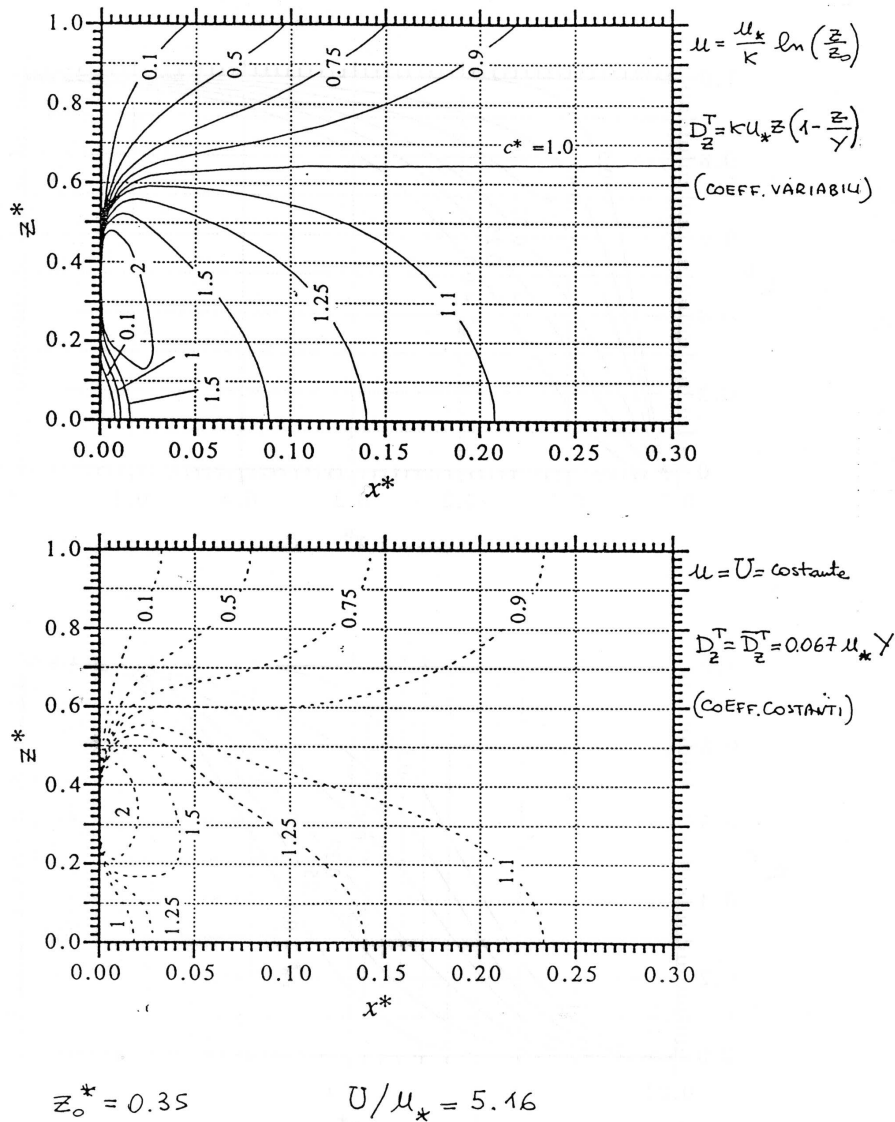 1.0
0.8
0.6
0.4
0.2
0.0
z*
0.1
0.5
0.75
0.9
c* =1.0
2
1.5
1.25
1.1
0.1
1
1.5
0.00 0.05 0.10 0.15 0.20 0.25 0.30
x*
u = u* / K ln (z / z₀)
D_z^T = K u* z (1 - z / Y)
(COEFF. VARIABILI)
1.0
0.8
0.6
0.4
0.2
0.0
z*
0.1
0.5
0.75
0.9
2
1.5
1.25
1.1
1
1.25
0.00 0.05 0.10 0.15 0.20 0.25 0.30
x*
u = U = costante
D_z^T = D̅_z^T = 0.067 u* Y
(COEFF. COSTANTI)
z₀* = 0.35 U/u* = 5.16